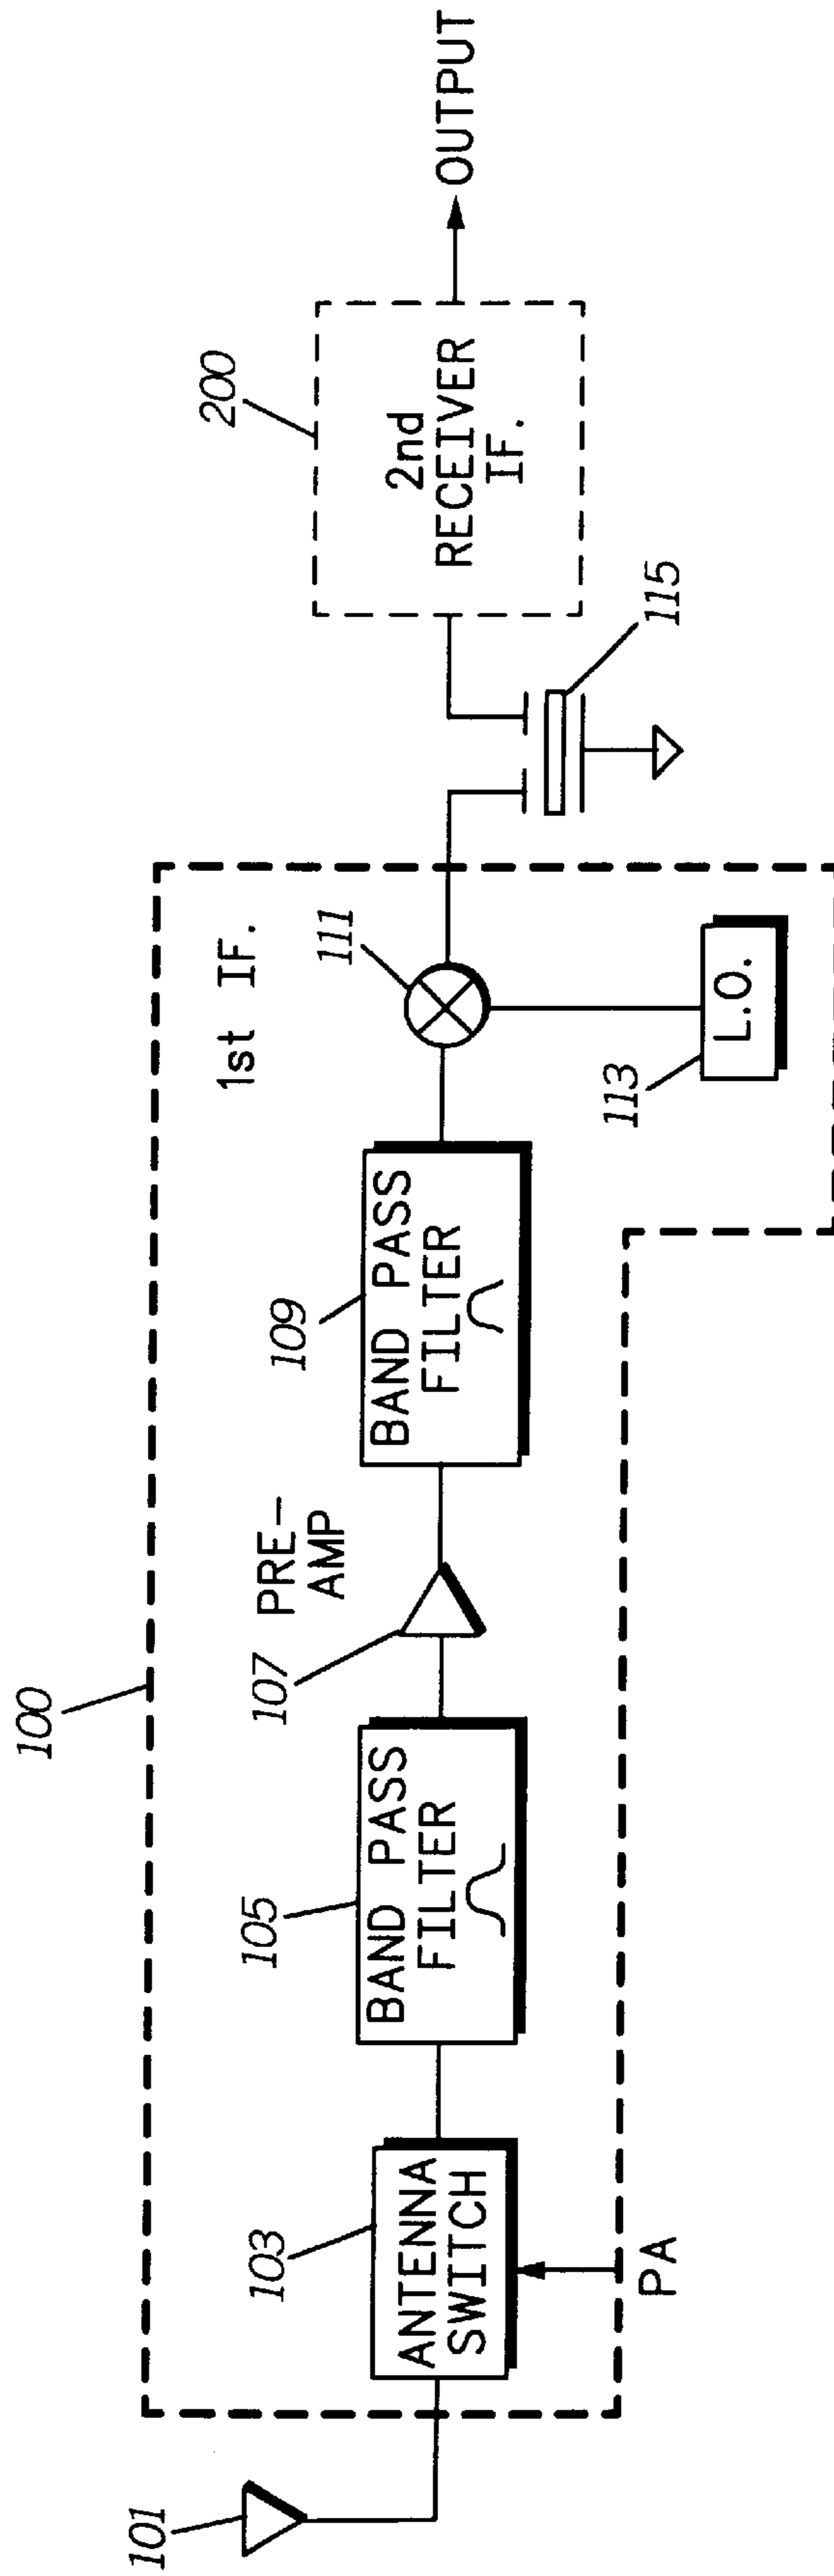 100
101
103
ANTENNA
SWITCH
PA
105
BAND PASS
FILTER
107
PRE-
AMP
109
BAND PASS
FILTER
1st IF.
111
113
L.O.
115
200
2nd
RECEIVER
IF.
OUTPUT